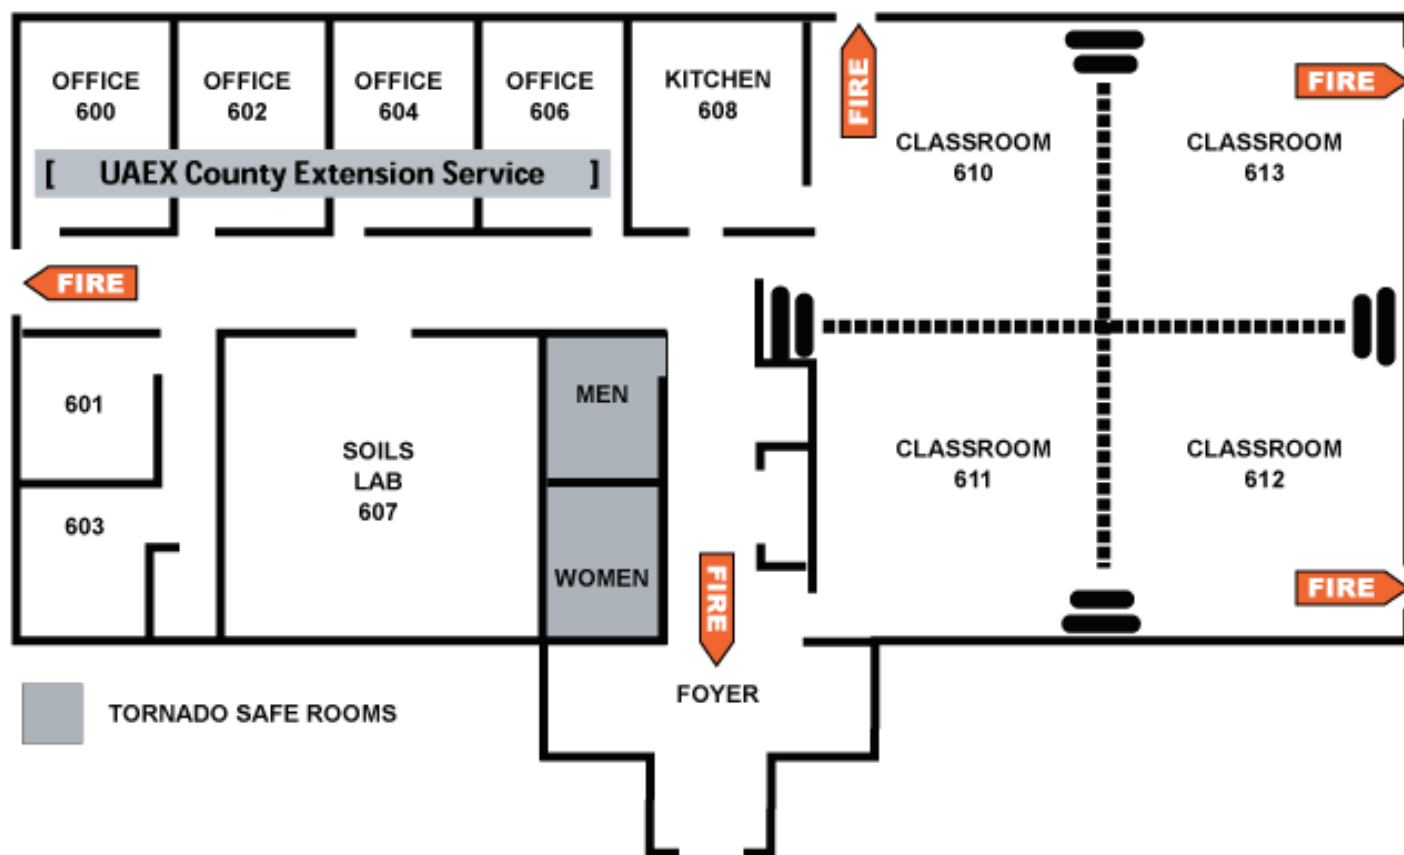 OFFICE
600
OFFICE
602
OFFICE
604
OFFICE
606
KITCHEN
608
[ UAEX County Extension Service ]
FIRE
CLASSROOM
610
FIRE
CLASSROOM
613
FIRE
601
603
SOILS
LAB
607
MEN
WOMEN
FIRE
CLASSROOM
611
CLASSROOM
612
FIRE
FOYER
TORNADO SAFE ROOMS